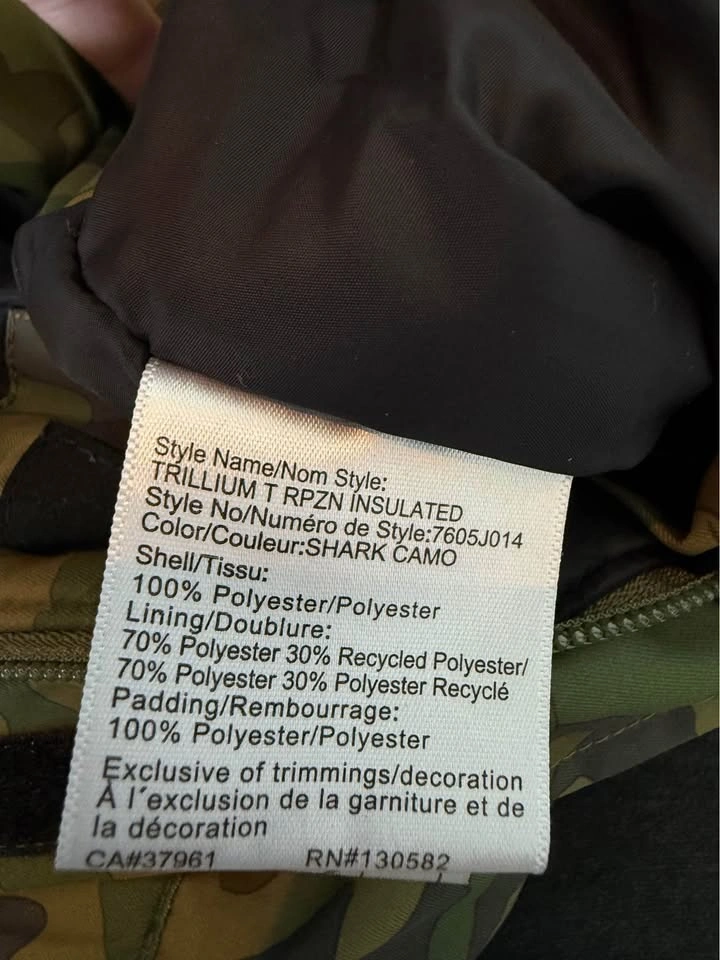 Style Name/Nom Style:
TRILLIUM T RPZN INSULATED
Style No/Numéro de Style:7605J014
Color/Couleur:SHARK CAMO
Shell/Tissu:
100% Polyester/Polyester
Lining/Doublure:
70% Polyester 30% Recycled Polyester/
70% Polyester 30% Polyester Recyclé
Padding/Rembourrage:
100% Polyester/Polyester
Exclusive of trimmings/decoration
À l´exclusion de la garniture et de
la décoration
CA#37961 RN#130582